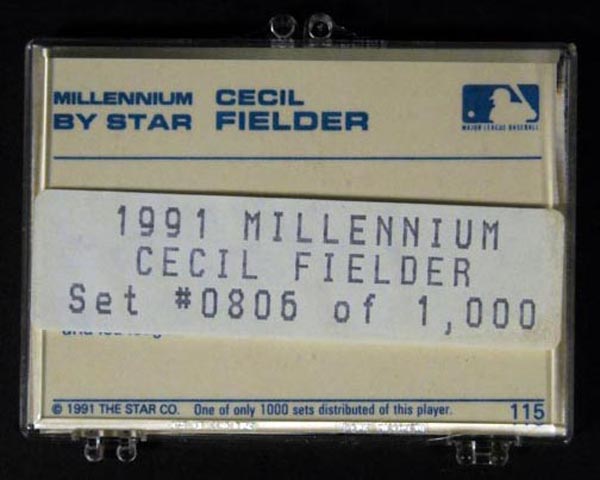 MILLENNIUM CECIL
BY STAR FIELDER
MAJOR LEAGUE BASEBALL
1991 MILLENNIUM
CECIL FIELDER
Set #0806 of 1,000
© 1991 THE STAR CO. One of only 1000 sets distributed of this player. 115